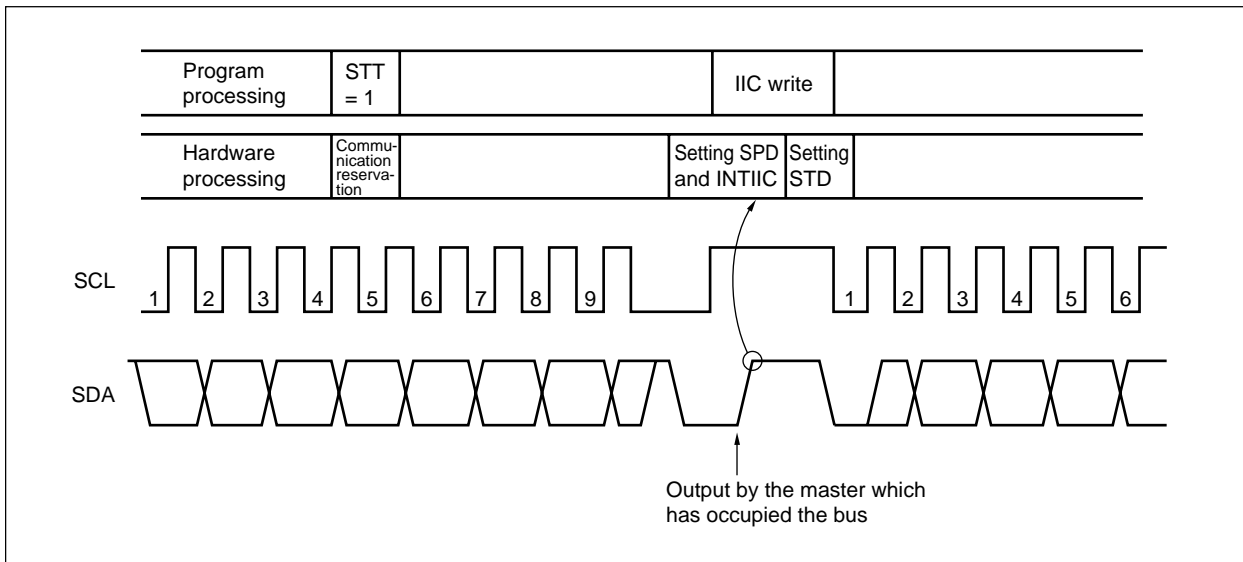 Program
processing
STT
= 1
IIC write
Hardware
processing
Commu-
nication
reserva-
tion
Setting SPD
and INTIIC
Setting
STD
SCL
1 2 3 4 5 6 7 8 9 1 2 3 4 5 6
SDA
Output by the master which
has occupied the bus